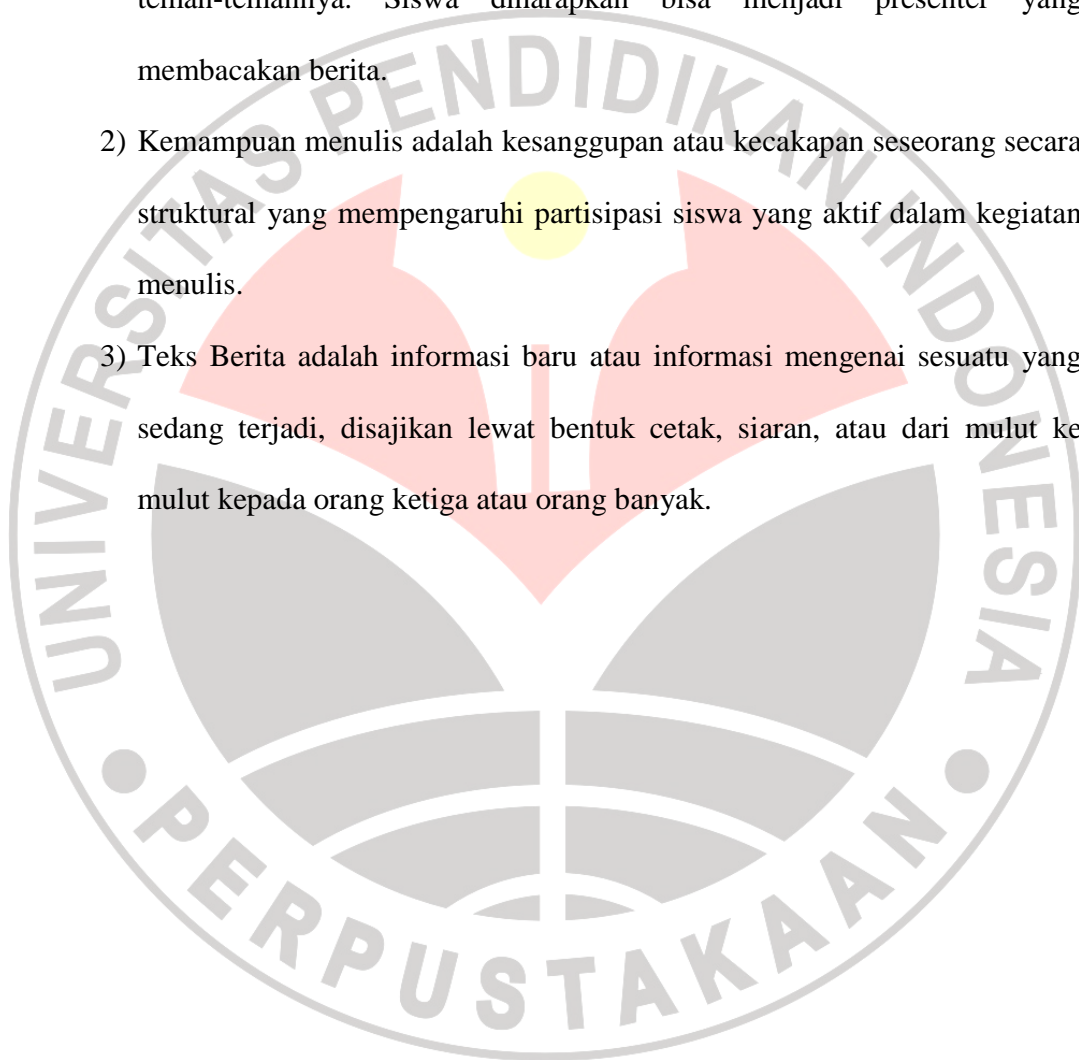 teman-temannya. Siswa diharapkan bisa menjadi presenter yang
membacakan berita.
2) Kemampuan menulis adalah kesanggupan atau kecakapan seseorang secara
struktural yang mempengaruhi partisipasi siswa yang aktif dalam kegiatan
menulis.
3) Teks Berita adalah informasi baru atau informasi mengenai sesuatu yang
sedang terjadi, disajikan lewat bentuk cetak, siaran, atau dari mulut ke
mulut kepada orang ketiga atau orang banyak.
UNIVERSITAS PENDIDIKAN INDONESIA
PERPUSTAKAAN